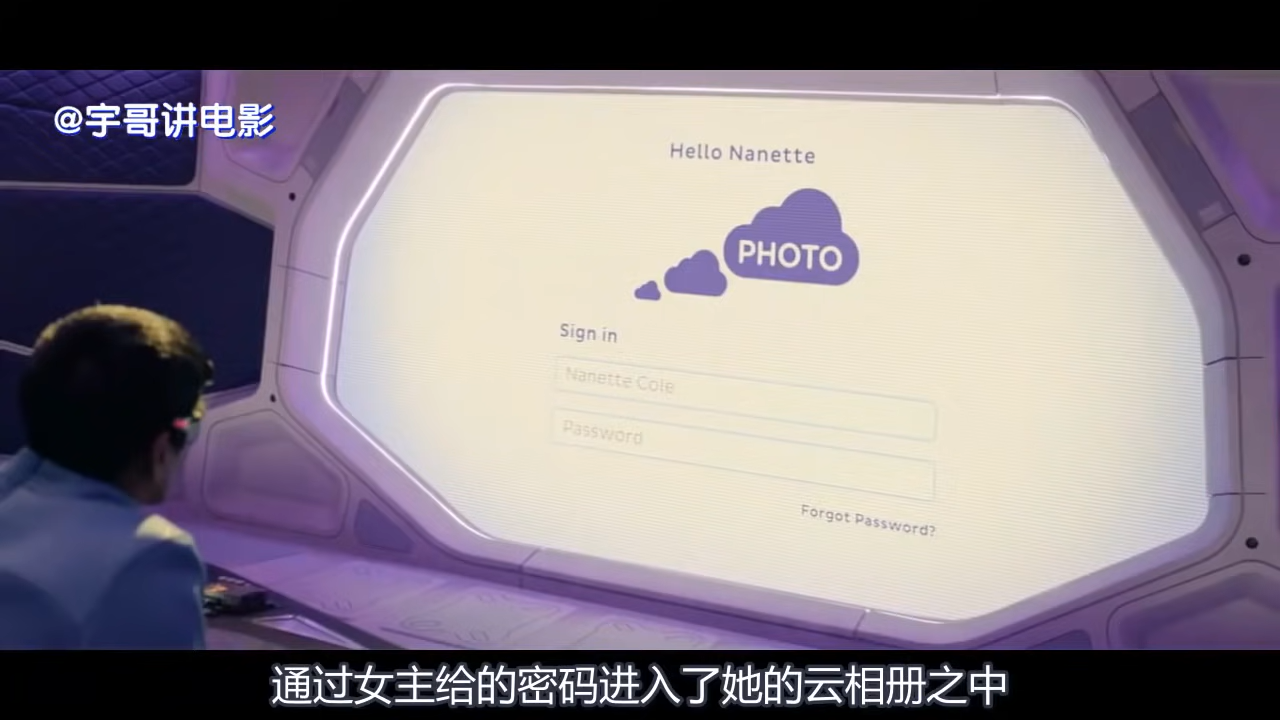 @宇哥讲电影
Hello Nanette
PHOTO
Sign in
Nanette Cole
Password
Forgot Password?
通过女主给的密码进入了她的云相册之中